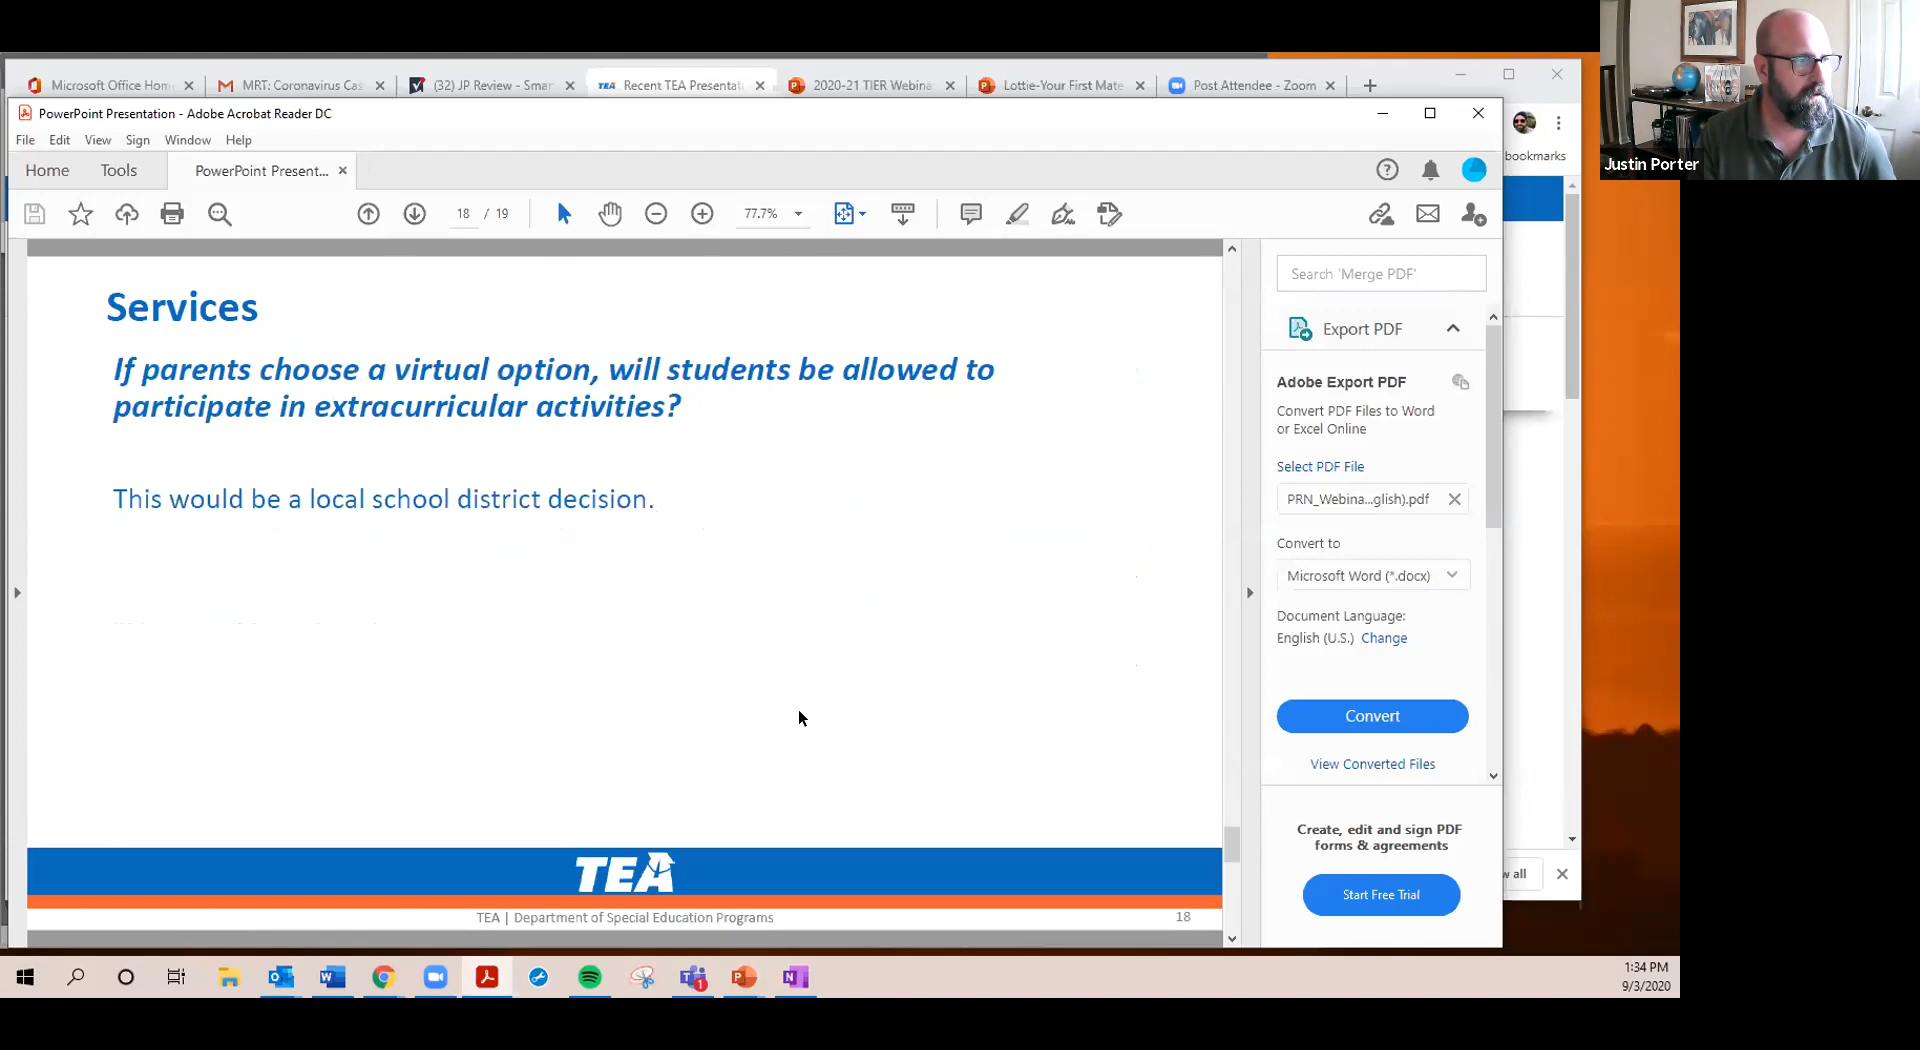 Microsoft Office Hom
MRT: Coronavirus Cas
(32) JP Review - Smar
TEA Recent TEA Presentat
2020-21 TIER Webina
Lottie-Your First Mate
Post Attendee - Zoom
PowerPoint Presentation - Adobe Acrobat Reader DC
File Edit View Sign Window Help
bookmarks
Justin Porter
Home Tools PowerPoint Present...
18 / 19
77.7%
Services
If parents choose a virtual option, will students be allowed to
participate in extracurricular activities?
This would be a local school district decision.
TEA
TEA | Department of Special Education Programs
18
Search 'Merge PDF'
Export PDF
Adobe Export PDF
Convert PDF Files to Word
or Excel Online
Select PDF File
PRN_Webina...glish).pdf
Convert to
Microsoft Word (*.docx)
Document Language:
English (U.S.) Change
Convert
View Converted Files
Create, edit and sign PDF
forms & agreements
Start Free Trial
w all
1:34 PM
9/3/2020